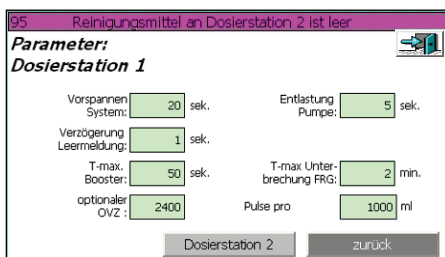 95 Reinigungsmittel an Dosierstation 2 ist leer
Parameter:
Dosierstation 1
Vorspannen
System: 20 sek.
Entlastung
Pumpe: 5 sek.
Verzögerung
Leermeldung: 1 sek.
T-max.
Booster: 50 sek.
T-max Unter-
brechung FRG: 2 min.
optionaler
OVZ : 2400
Pulse pro 1000 ml
Dosierstation 2
zurück